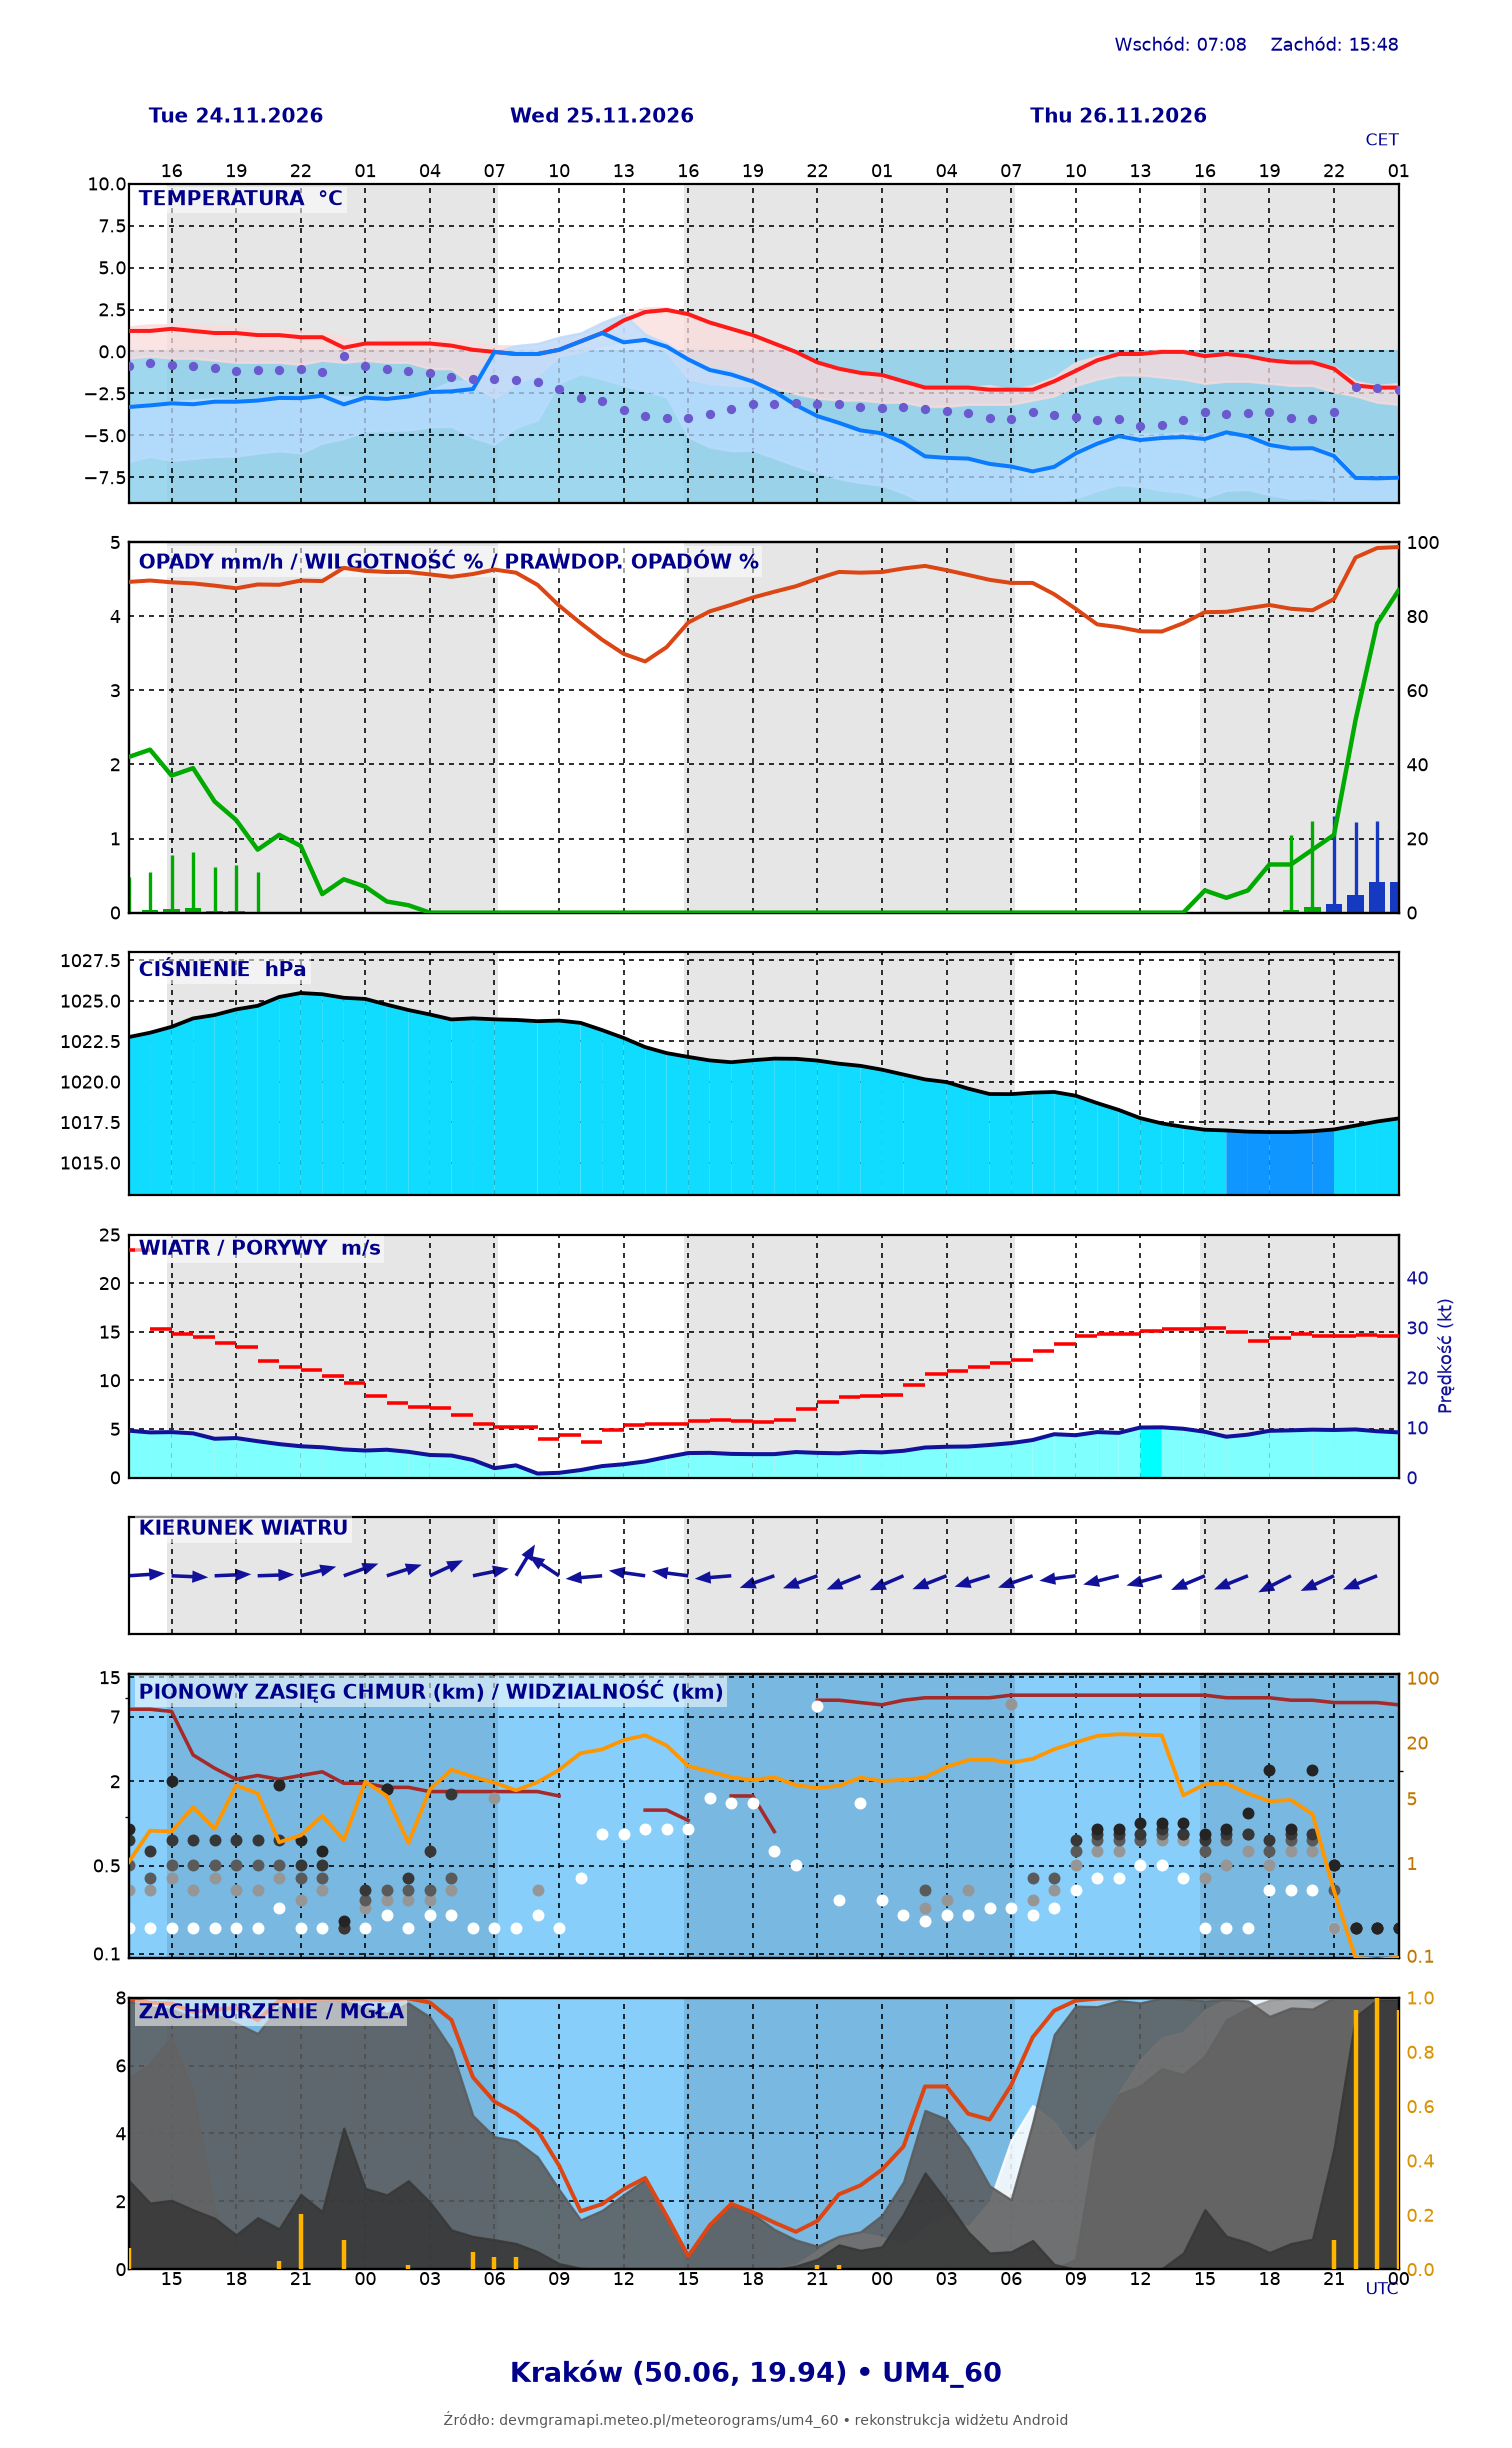 Wschód: 07:08 Zachód: 15:48
Tue 24.11.2026 Wed 25.11.2026 Thu 26.11.2026
CET
16 19 22 01 04 07 10 13 16 19 22 01 04 07 10 13 16 19 22 01
TEMPERATURA °C
10.0
7.5
5.0
2.5
0.0
−2.5
−5.0
−7.5
OPADY mm/h / WILGOTNOŚĆ % / PRAWDOP. OPADÓW %
5 100
4 80
3 60
2 40
1 20
0 0
CIŚNIENIE hPa
1027.5
1025.0
1022.5
1020.0
1017.5
1015.0
WIATR / PORYWY m/s
25
20 40
15 30
10 20
5 10
0 0
Prędkość (kt)
KIERUNEK WIATRU
PIONOWY ZASIĘG CHMUR (km) / WIDZIALNOŚĆ (km)
15 100
7 20
2 5
0.5 1
0.1 0.1
ZACHMURZENIE / MGŁA
8 1.0
0.8
6 0.6
4 0.4
2 0.2
0 0.0
15 18 21 00 03 06 09 12 15 18 21 00 03 06 09 12 15 18 21 00
UTC
Kraków (50.06, 19.94) • UM4_60
Źródło: devmgramapi.meteo.pl/meteorograms/um4_60 • rekonstrukcja widżetu Android